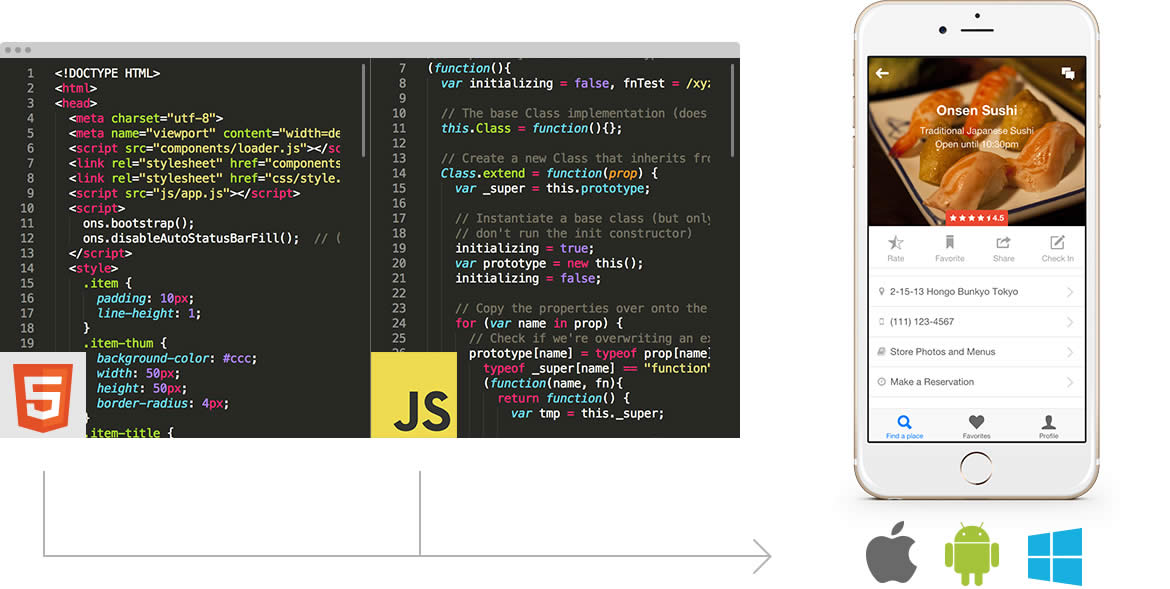 1 <!DOCTYPE HTML>
2 <html>
3 <head>
4 <meta charset="utf-8">
5 <meta name="viewport" content="width=de
6 <script src="components/loader.js"></sc
7 <link rel="stylesheet" href="components
8 <link rel="stylesheet" href="css/style.
9 <script src="js/app.js"></script>
10 <script>
11 ons.bootstrap();
12 ons.disableAutoStatusBarFill();  // (
13 </script>
14 <style>
15 .item {
16 padding: 10px;
17 line-height: 1;
18 }
19 .item-thum {
background-color: #ccc;
width: 50px;
height: 50px;
border-radius: 4px;
}
.item-title {
5
7 (function(){
8 var initializing = false, fnTest = /xyz
9
10 // The base Class implementation (does
11 this.Class = function(){};
12
13 // Create a new Class that inherits fro
14 Class.extend = function(prop) {
15 var _super = this.prototype;
16
17 // Instantiate a base class (but only
18 // don't run the init constructor)
19 initializing = true;
20 var prototype = new this();
21 initializing = false;
22
23 // Copy the properties over onto the
24 for (var name in prop) {
25 // Check if we're overwriting an ex
26 prototype[name] = typeof prop[name]
typeof _super[name] == "function"
(function(name, fn){
return function() {
var tmp = this._super;
JS
Onsen Sushi
Traditional Japanese Sushi
Open until 10:30pm
4.5
Rate Favorite Share Check In
2-15-13 Hongo Bunkyo Tokyo
(111) 123-4567
Store Photos and Menus
Make a Reservation
Find a place Favorites Profile